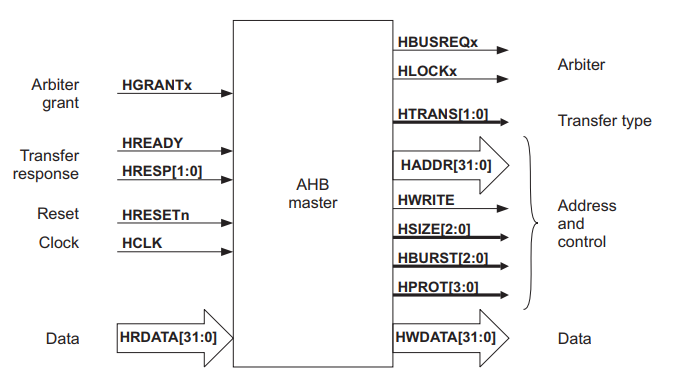 Arbiter
grant
HGRANTx
Transfer
response
HREADY
HRESP[1:0]
Reset
HRESETn
Clock
HCLK
Data
HRDATA[31:0]
AHB
master
HBUSREQx
HLOCKx
Arbiter
HTRANS[1:0]
Transfer type
HADDR[31:0]
HWRITE
HSIZE[2:0]
HBURST[2:0]
HPROT[3:0]
Address
and
control
HWDATA[31:0]
Data